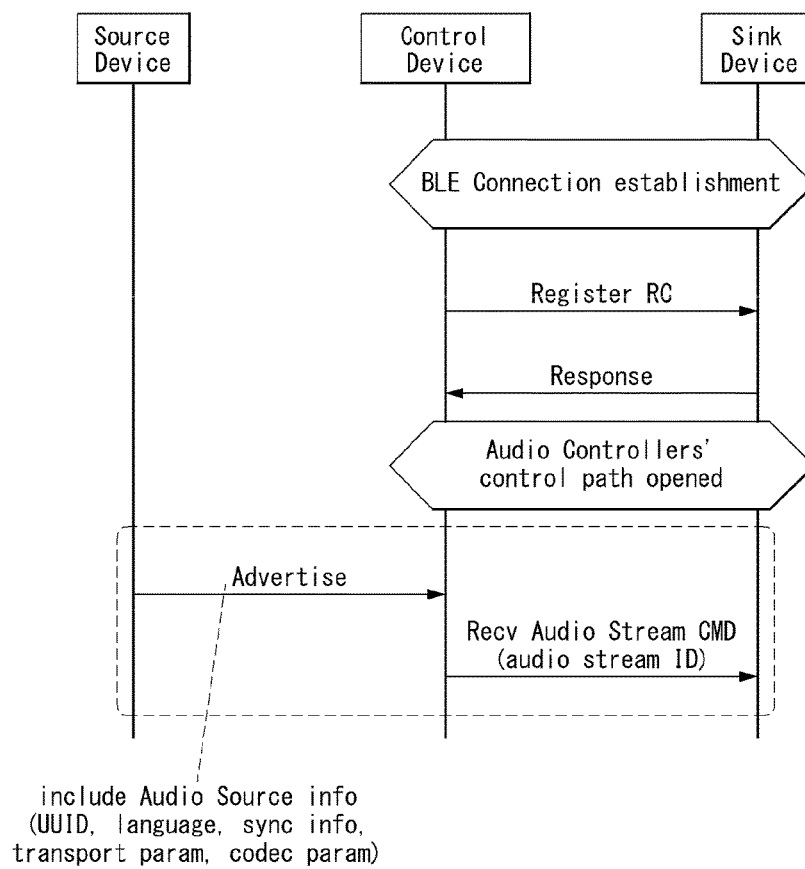 Source
Device
Control
Device
Sink
Device
BLE Connection establishment
Register RC
Response
Audio Controllers'
control path opened
Advertise
Recv Audio Stream CMD
(audio stream ID)
include Audio Source info
(UUID, language, sync info,
transport param, codec param)